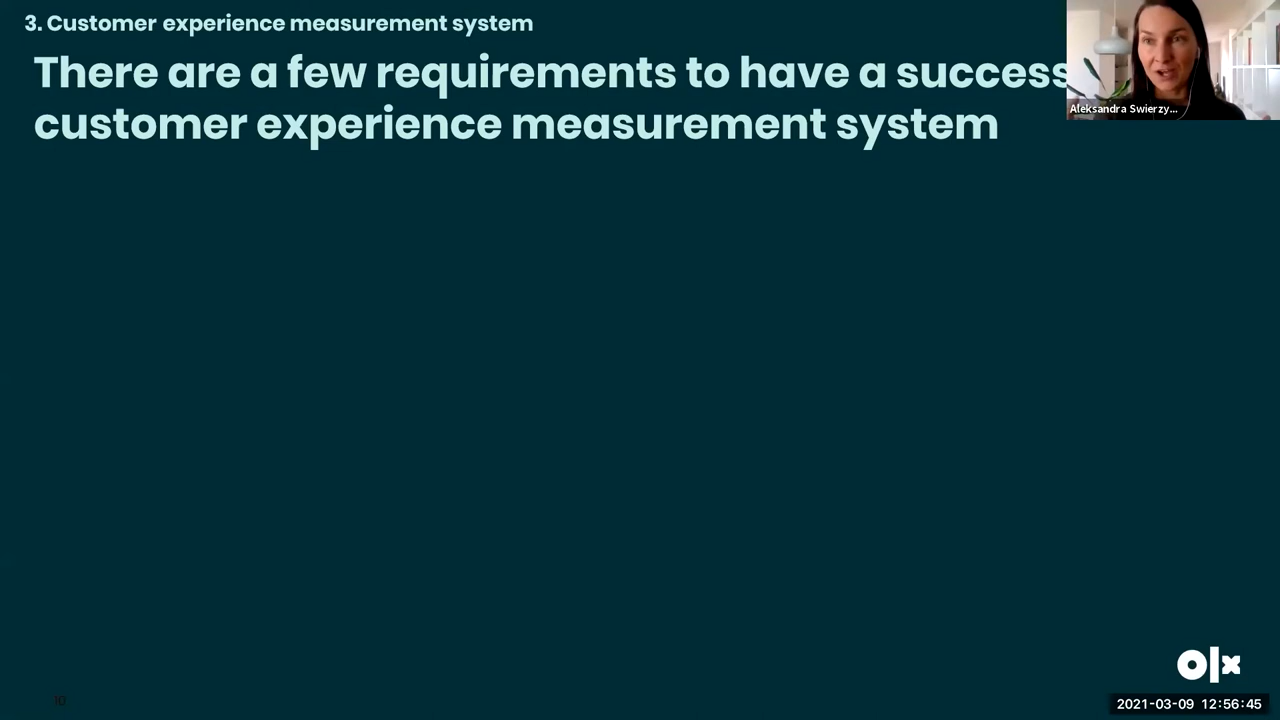 3. Customer experience measurement system
There are a few requirements to have a success
customer experience measurement system
Aleksandra Swierzy...
olx
10
2021-03-09 12:56:45